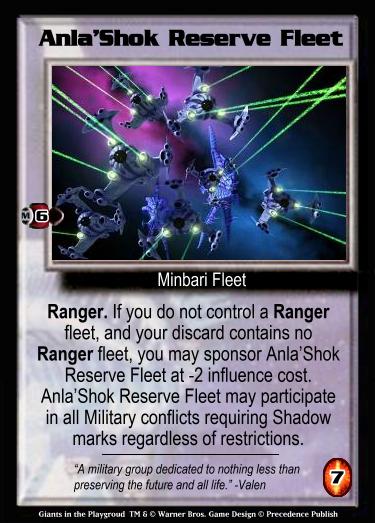 Anla'Shok Reserve Fleet
M 6
Minbari Fleet
Ranger. If you do not control a Ranger
fleet, and your discard contains no
Ranger fleet, you may sponsor Anla'Shok
Reserve Fleet at -2 influence cost.
Anla'Shok Reserve Fleet may participate
in all Military conflicts requiring Shadow
marks regardless of restrictions.
"A military group dedicated to nothing less than
preserving the future and all life." -Valen
7
Giants in the Playgroud TM & © Warner Bros. Game Design © Precedence Publish